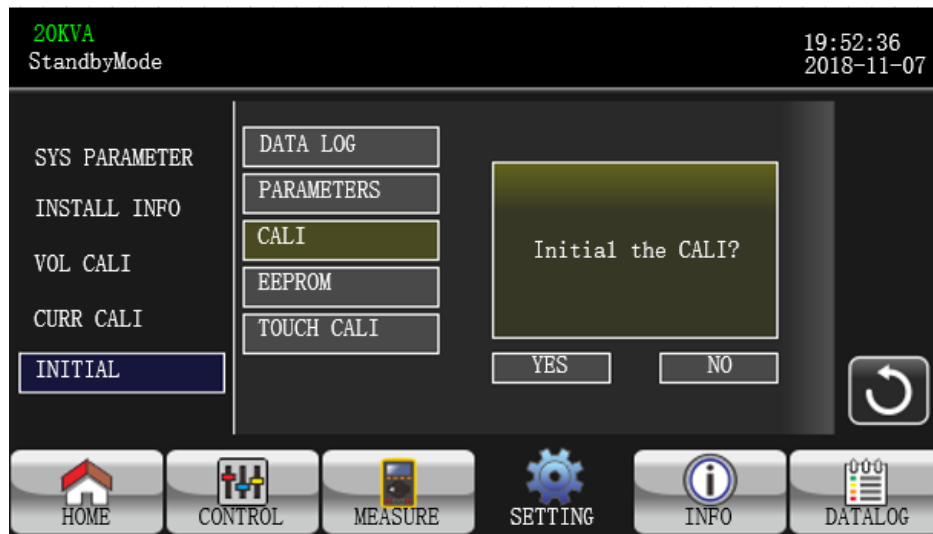 20KVA
StandbyMode
19:52:36
2018-11-07
SYS PARAMETER
INSTALL INFO
VOL CALI
CURR CALI
INITIAL
DATA LOG
PARAMETERS
CALI
EEPROM
TOUCH CALI
Initial the CALI?
YES
NO
HOME
CONTROL
MEASURE
SETTING
INFO
DATALOG